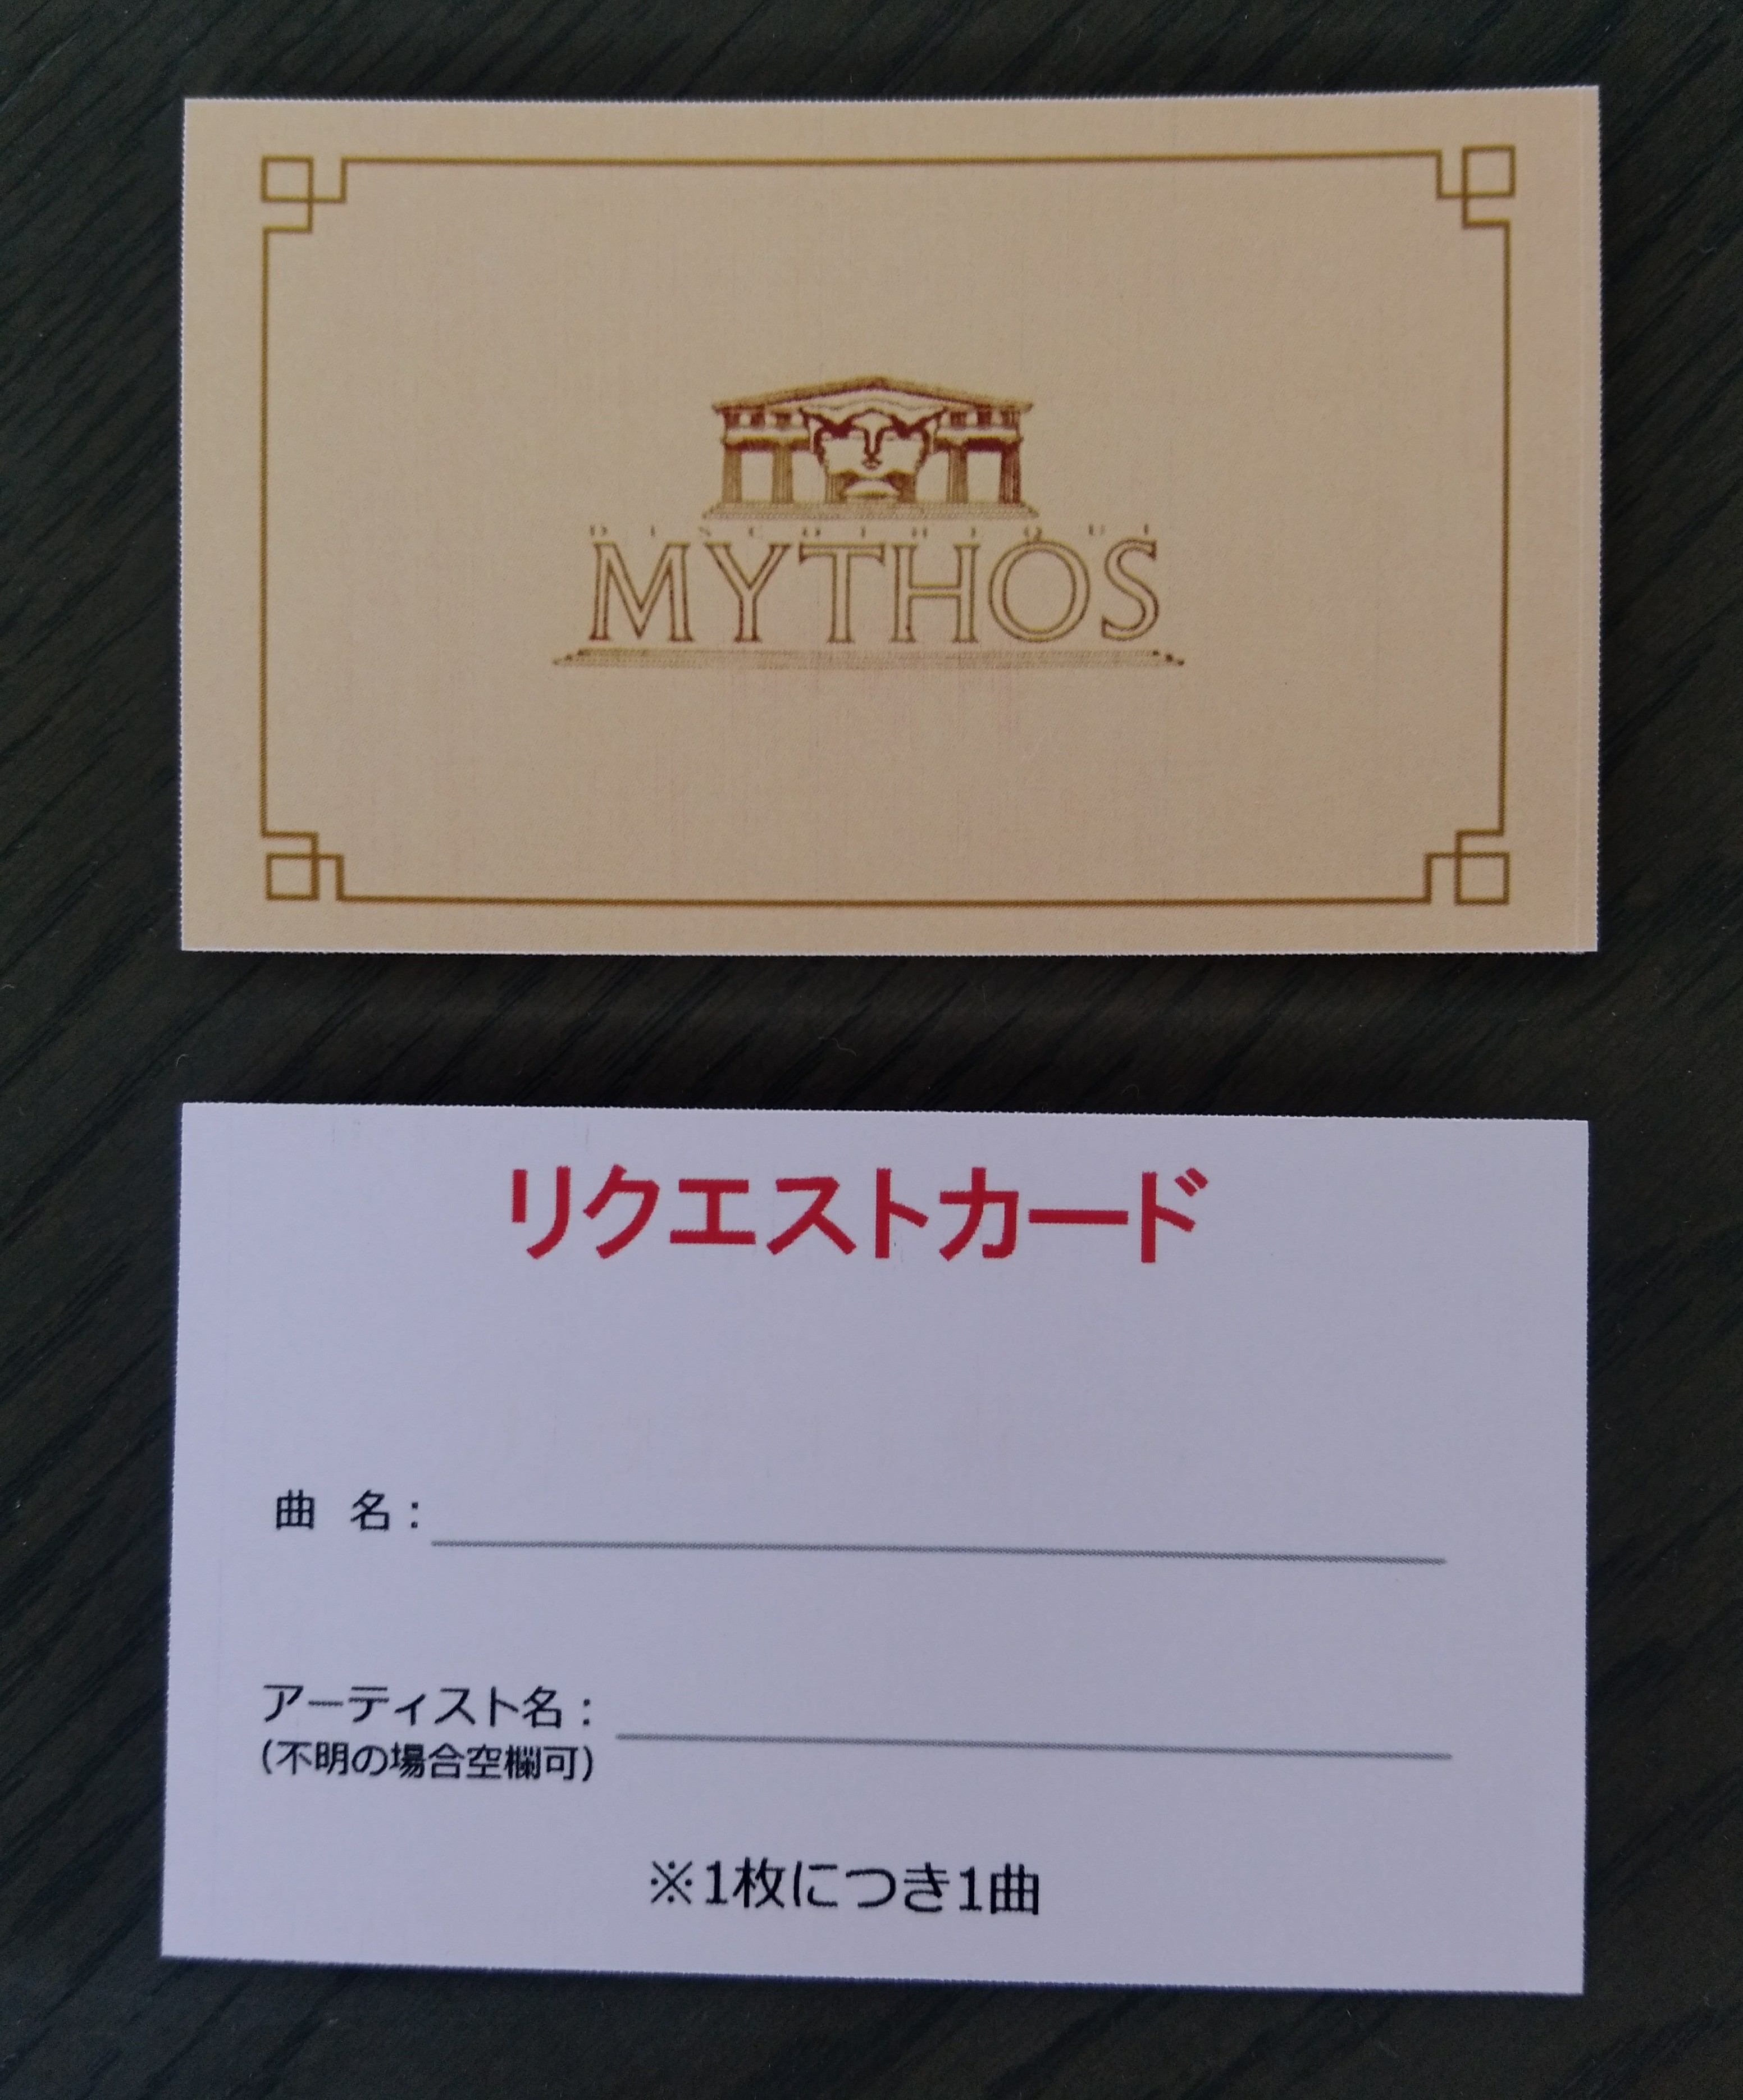 DISCOTHEQUE
MYTHOS
リクエストカード
曲 名：
アーティスト名：
(不明の場合空欄可)
※1枚につき1曲